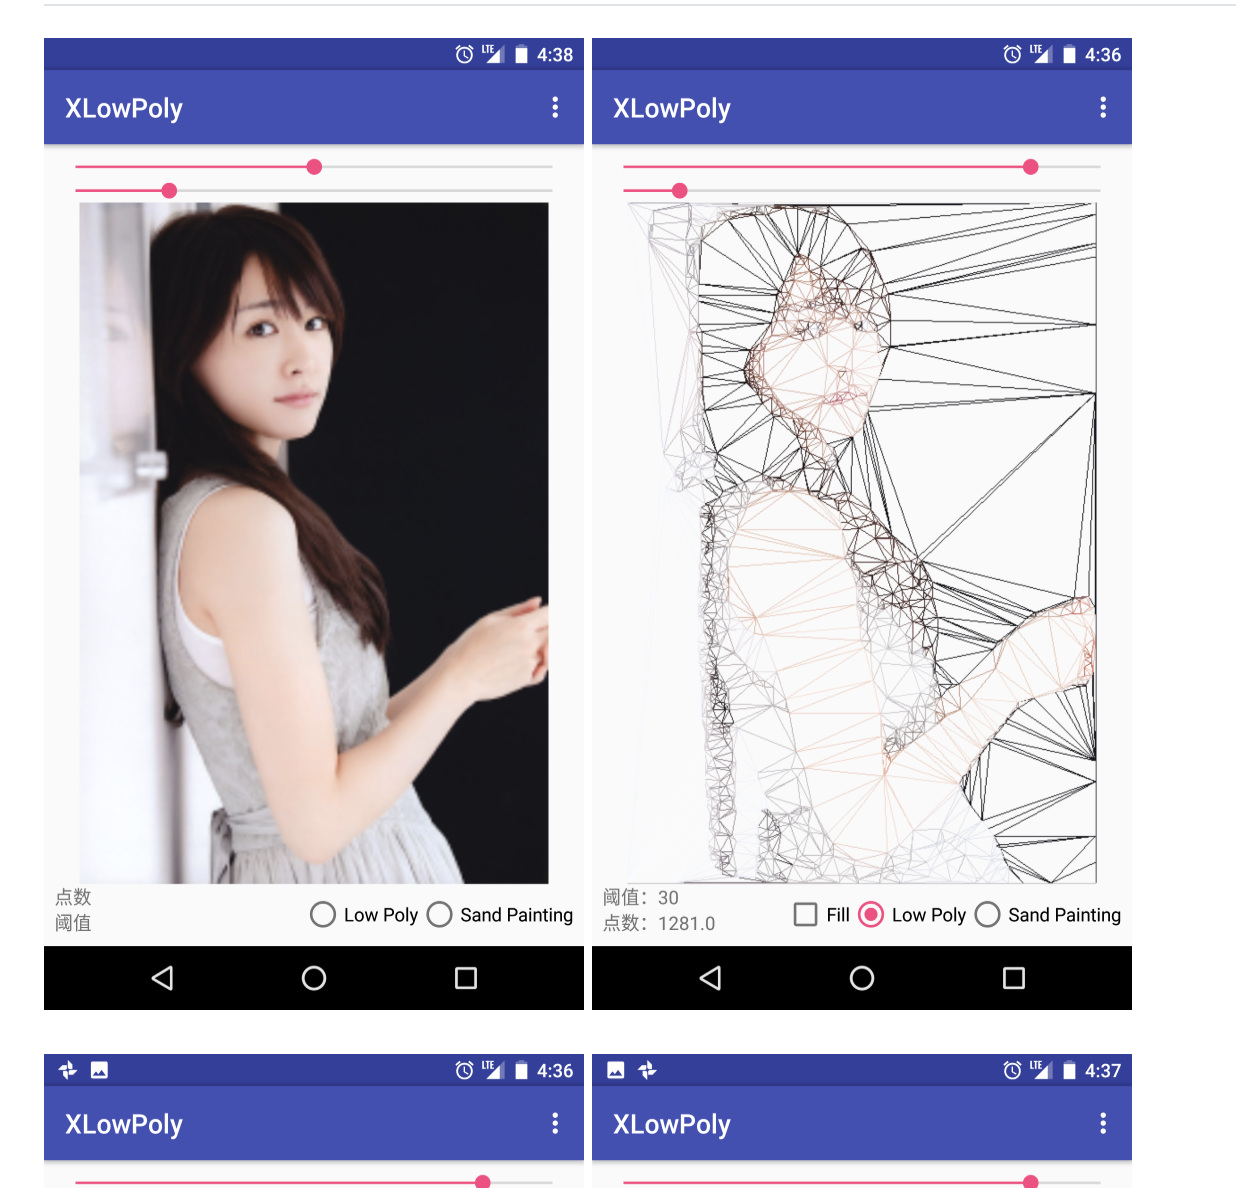 LTE 4:38
XLowPoly
点数
阈值
Low Poly Sand Painting
LTE 4:36
XLowPoly
阈值：30
点数：1281.0
Fill Low Poly Sand Painting
LTE 4:36
XLowPoly
LTE 4:37
XLowPoly